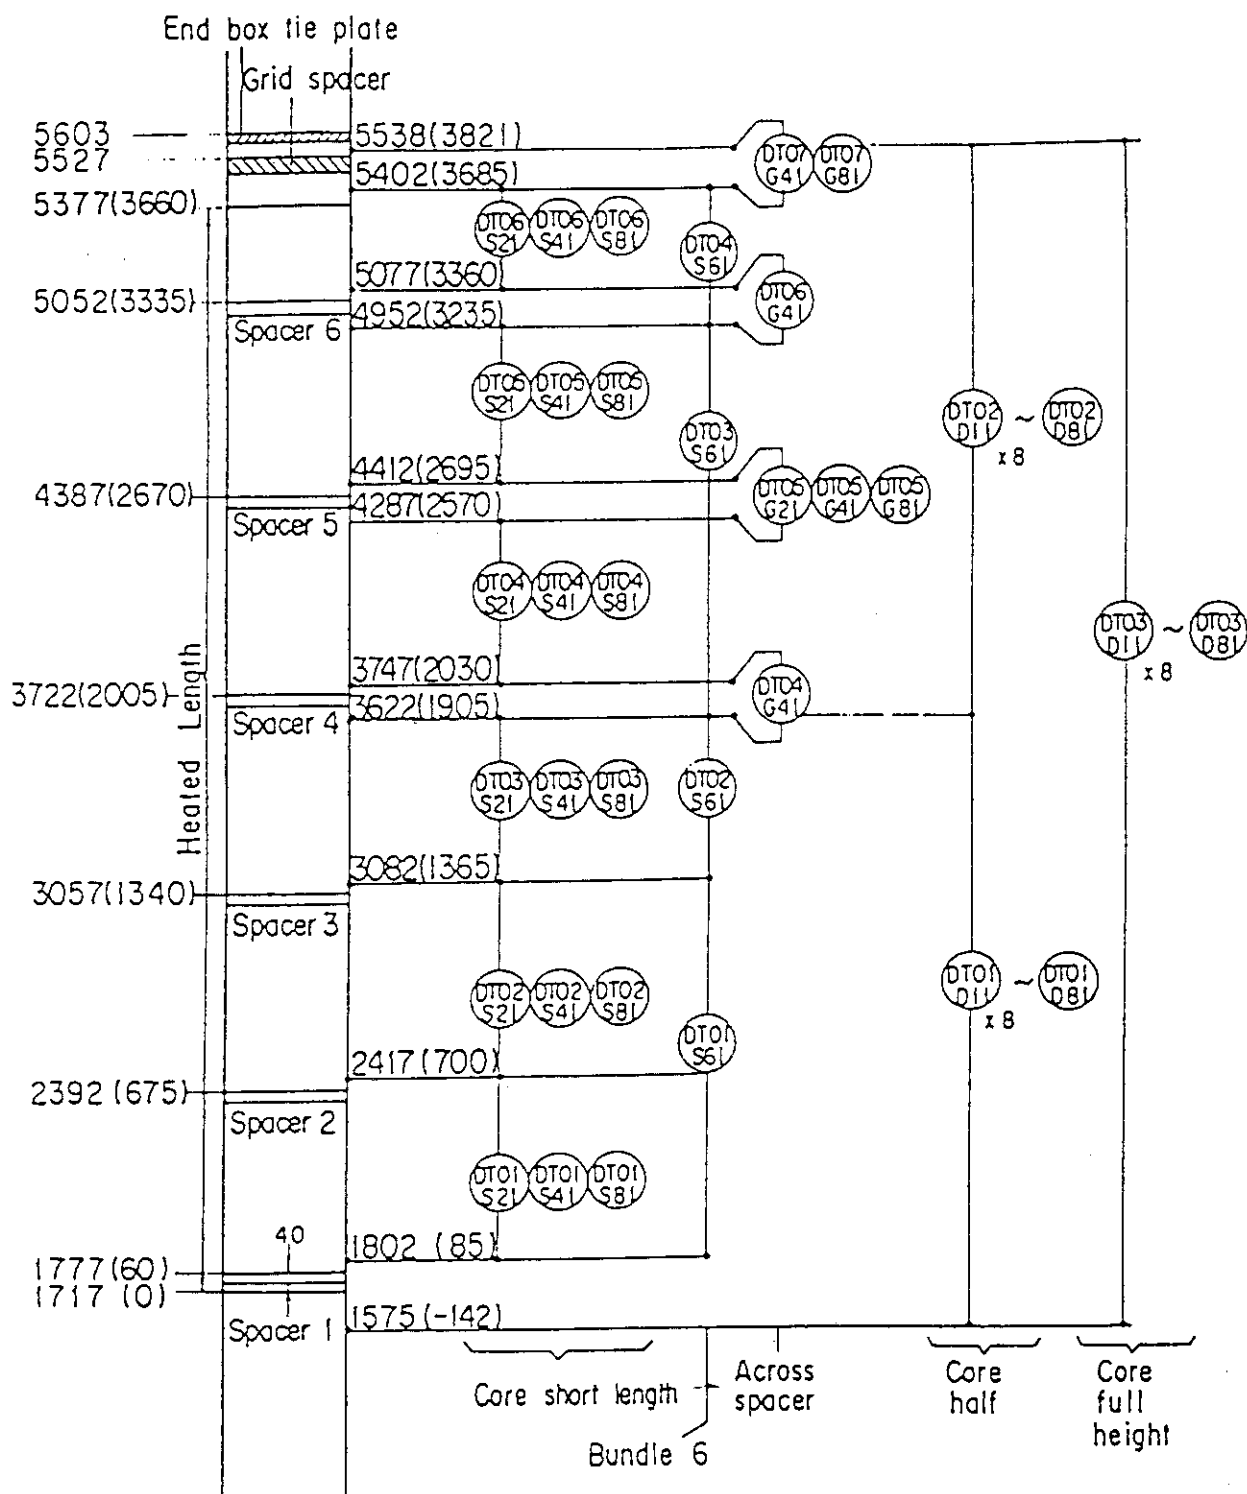 End box tie plate
Grid spacer
5603
5538(3821)
5527
5402(3685)
5377(3660)
DT07 G41
DT07 G81
DT06 S21
DT06 S41
DT06 S81
DT04 S61
5077(3360)
5052(3335)
DT06 G41
4952(3235)
Spacer 6
DT05 S21
DT05 S41
DT05 S81
DT03 S61
DT02 D11 ~ DT02 D81
x8
4412(2695)
4387(2670)
4287(2570)
Spacer 5
DT05 G21
DT05 G41
DT05 G81
DT04 S21
DT04 S41
DT04 S81
DT03 D11 ~ DT03 D81
x8
3747(2030)
3722(2005)
3622(1905)
Spacer 4
DT04 G41
Heated Length
DT03 S21
DT03 S41
DT03 S81
DT02 S61
3082(1365)
3057(1340)
Spacer 3
DT02 S21
DT02 S41
DT02 S81
DT01 S61
DT01 D11 ~ DT01 D81
x8
2417(700)
2392(675)
Spacer 2
DT01 S21
DT01 S41
DT01 S81
40
1802 (85)
1777(60)
1717 (0)
1575(-142)
Spacer 1
Core short length
Across spacer
Core half
Core full height
Bundle 6